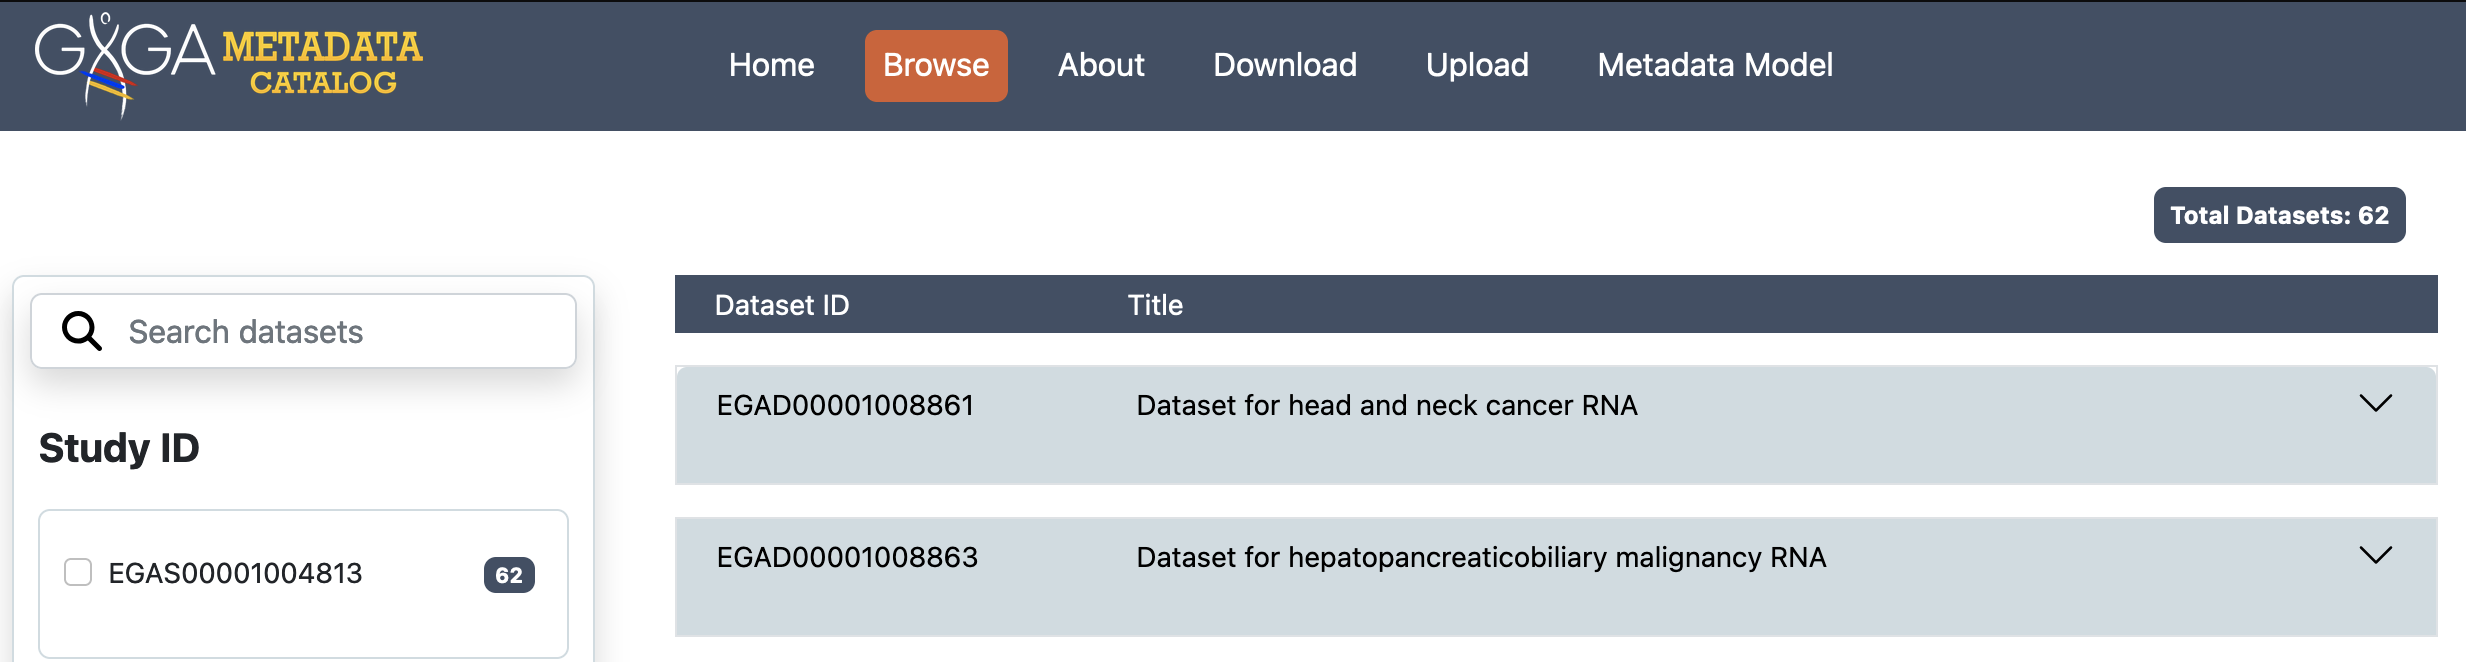 GHGA METADATA
CATALOG
Home Browse About Download Upload Metadata Model
Total Datasets: 62
Search datasets
Study ID
EGAS00001004813 62
Dataset ID Title
EGAD00001008861 Dataset for head and neck cancer RNA
EGAD00001008863 Dataset for hepatopancreaticobiliary malignancy RNA